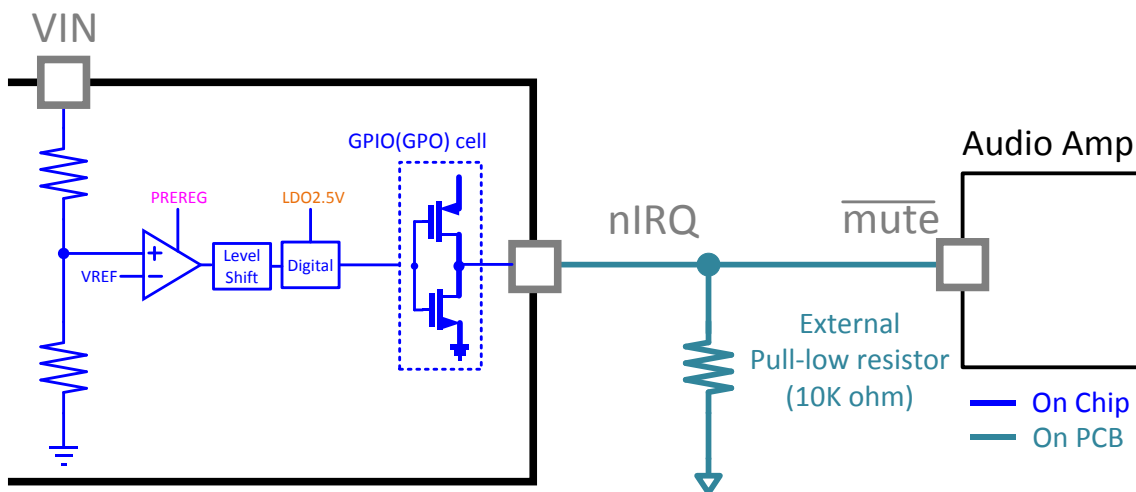 VIN
GPIO(GPO) cell
Audio Amp
PREREG
LDO2.5V
nIRQ
mute
+
Level
Shift
Digital
VREF
−
External
Pull-low resistor
(10K ohm)
On Chip
On PCB